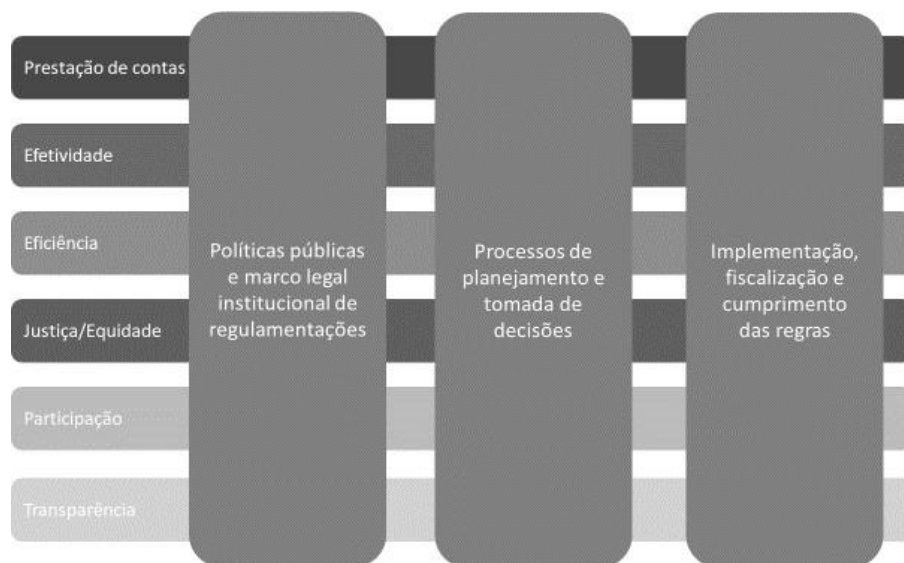 Prestação de contas
Efetividade
Eficiência
Justiça/Equidade
Participação
Transparência
Políticas públicas
e marco legal
institucional de
regulamentações
Processos de
planejamento e
tomada de
decisões
Implementação,
fiscalização e
cumprimento
das regras